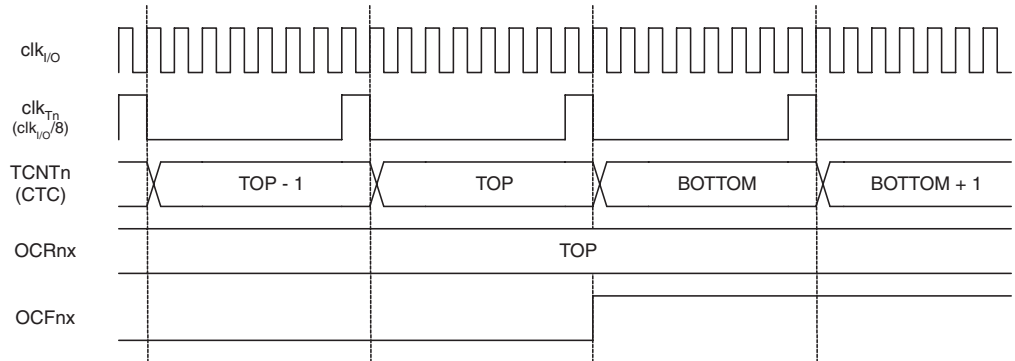 clkI/O
clkTn
(clkI/O/8)
TCNTn
(CTC)
TOP - 1
TOP
BOTTOM
BOTTOM + 1
OCRnx
TOP
OCFnx